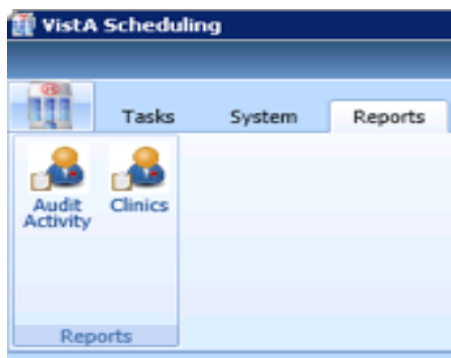 VistA Scheduling
Tasks System Reports
Audit Activity Clinics
Reports